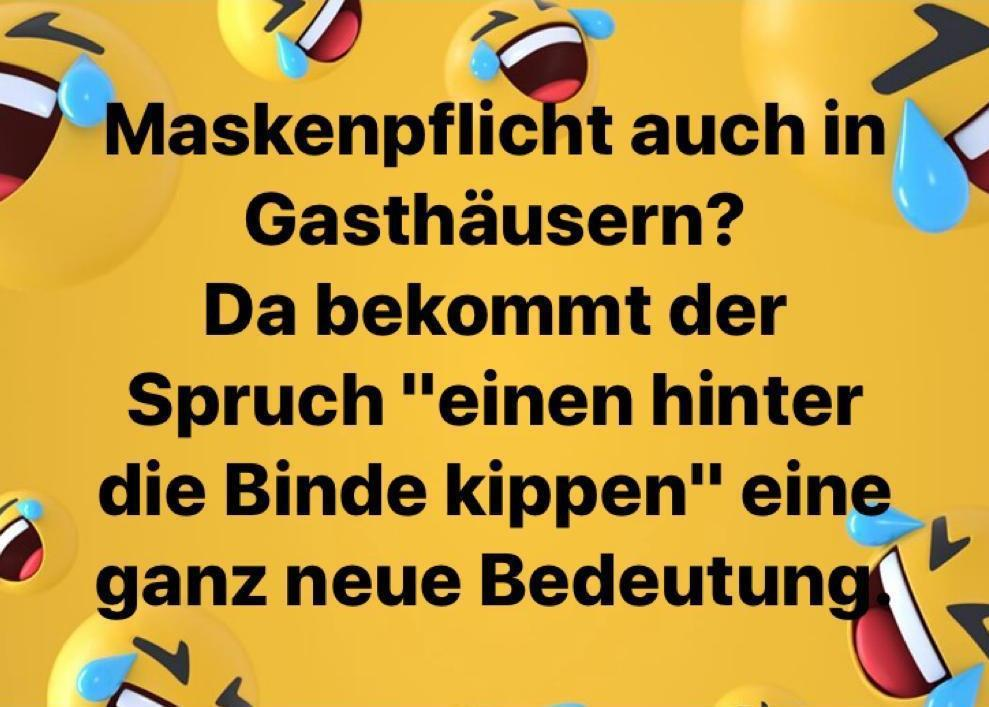 Maskenpflicht auch in
Gasthäusern?
Da bekommt der
Spruch "einen hinter
die Binde kippen" eine
ganz neue Bedeutung.